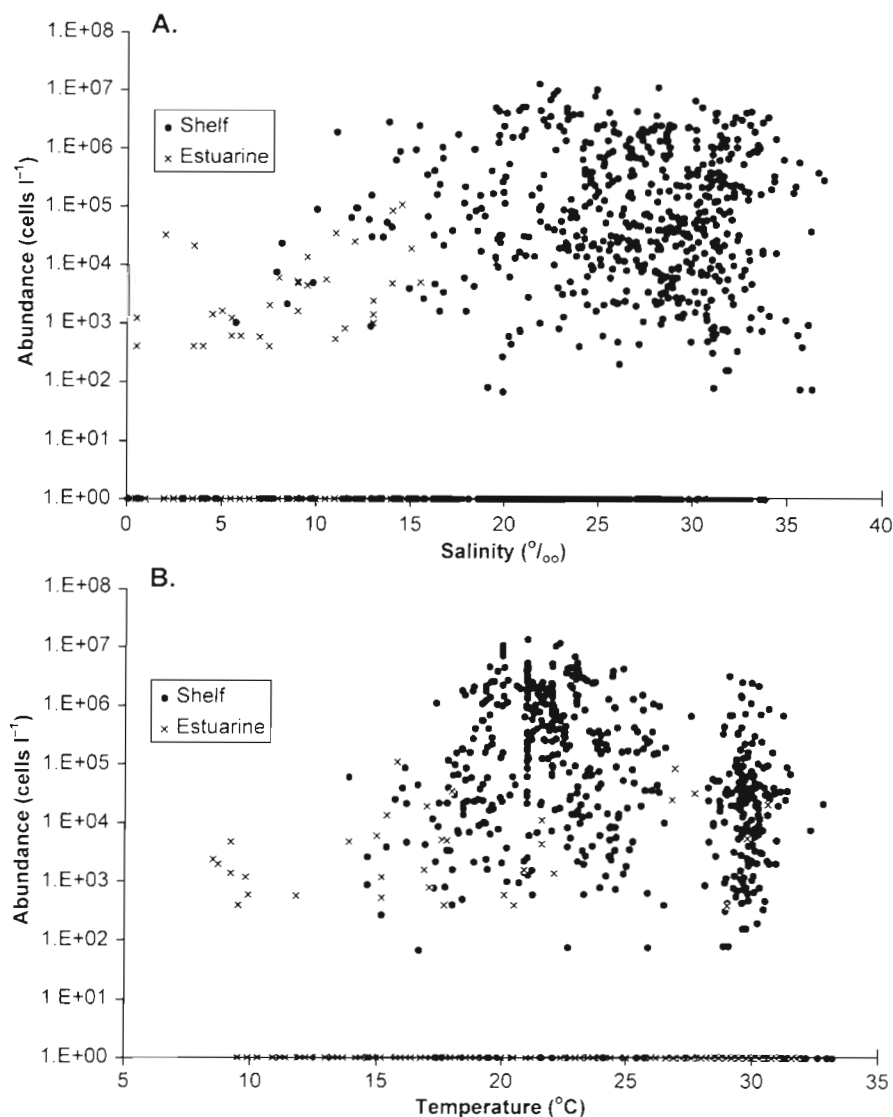 A.
1.E+08
1.E+07
1.E+06
1.E+05
1.E+04
1.E+03
1.E+02
1.E+01
1.E+00
Abundance (cells l⁻¹)
● Shelf
× Estuarine
0 5 10 15 20 25 30 35 40
Salinity (°/₀₀)
B.
1.E+08
1.E+07
1.E+06
1.E+05
1.E+04
1.E+03
1.E+02
1.E+01
1.E+00
Abundance (cells l⁻¹)
● Shelf
× Estuarine
5 10 15 20 25 30 35
Temperature (°C)